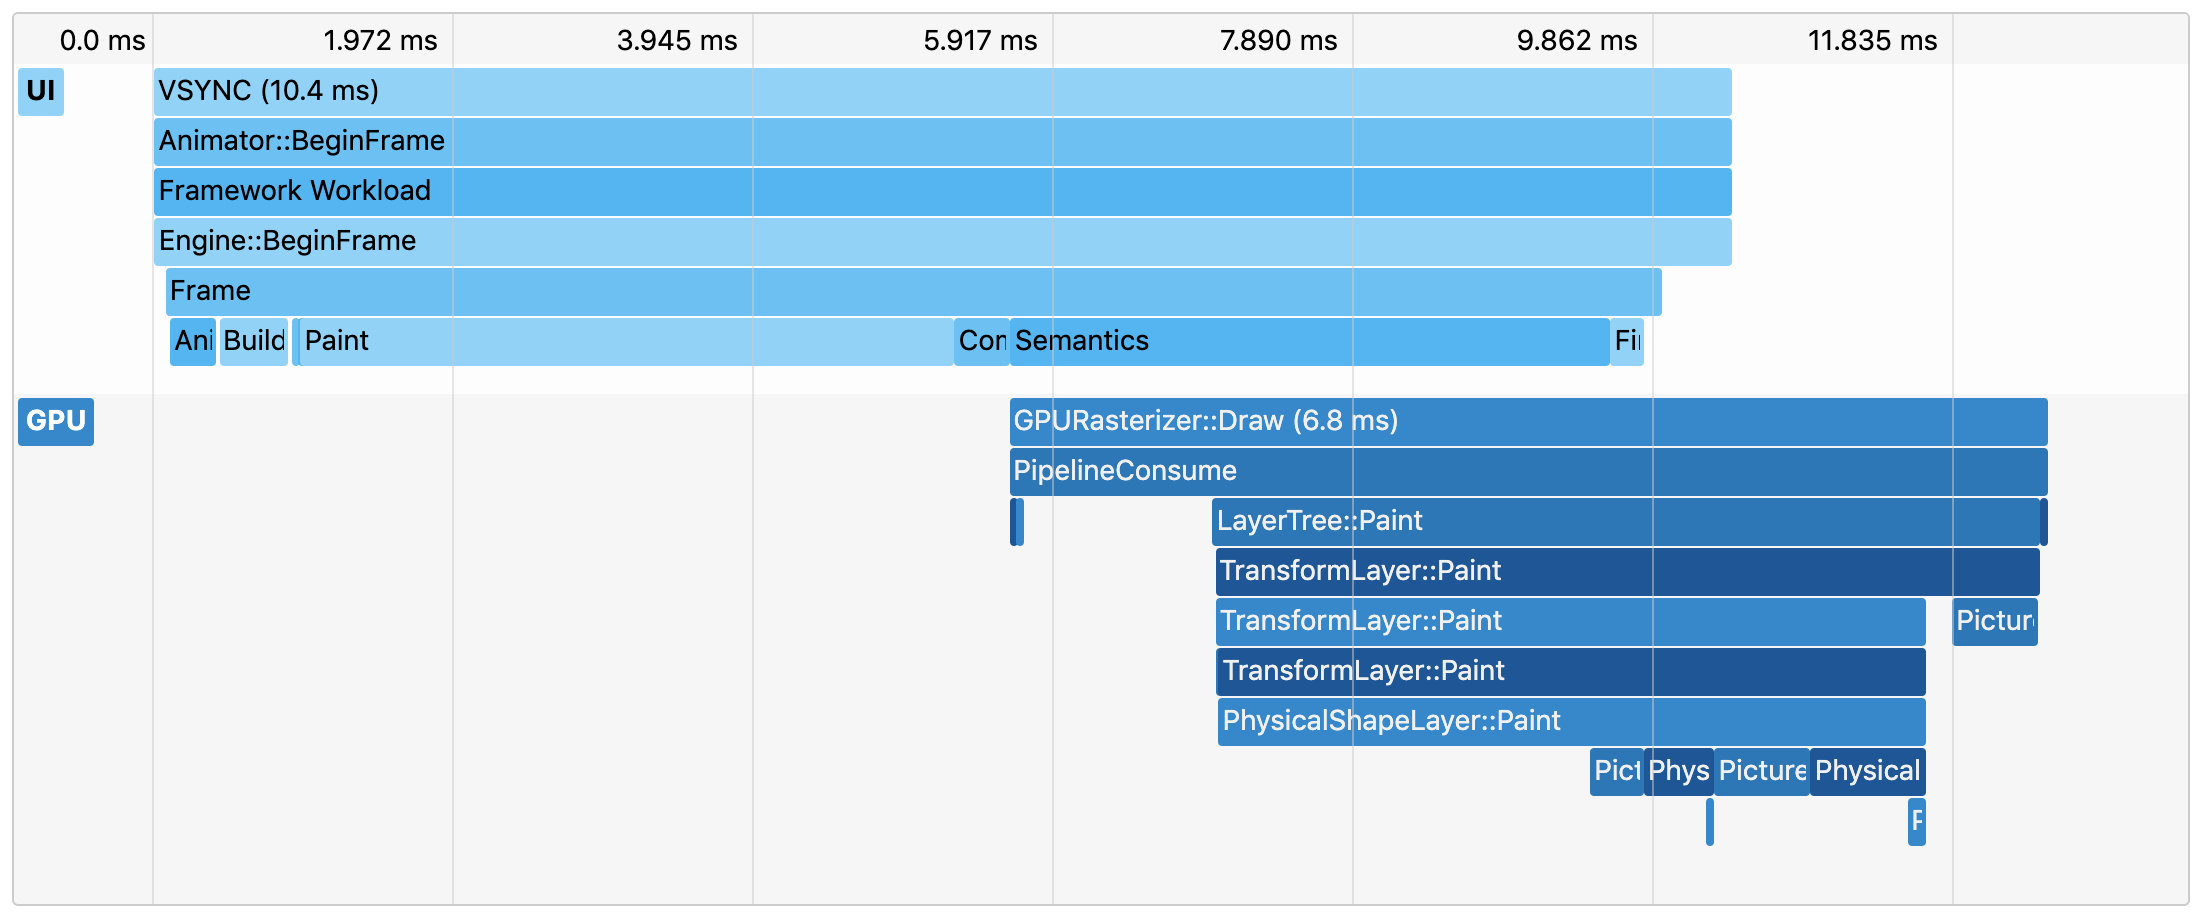 0.0 ms 1.972 ms 3.945 ms 5.917 ms 7.890 ms 9.862 ms 11.835 ms
UI VSYNC (10.4 ms)
Animator::BeginFrame
Framework Workload
Engine::BeginFrame
Frame
Ani Build Paint Con Semantics Fi
GPU GPURasterizer::Draw (6.8 ms)
PipelineConsume
LayerTree::Paint
TransformLayer::Paint
TransformLayer::Paint Pictur
TransformLayer::Paint
PhysicalShapeLayer::Paint
Pict Phys Picture Physical